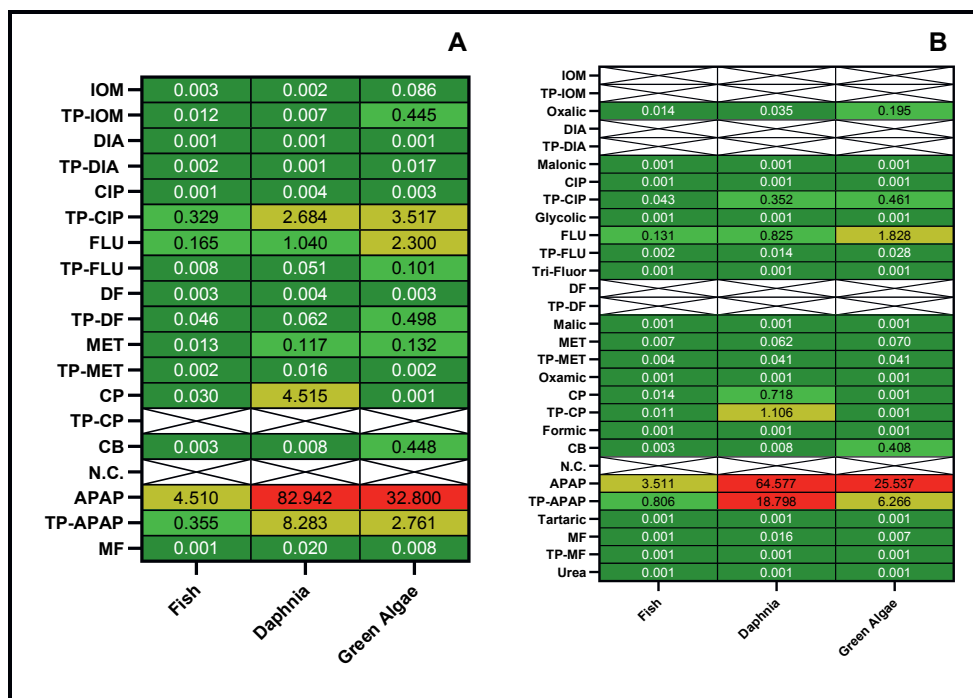 A
IOM 0.003 0.002 0.086
TP-IOM 0.012 0.007 0.445
DIA 0.001 0.001 0.001
TP-DIA 0.002 0.001 0.017
CIP 0.001 0.004 0.003
TP-CIP 0.329 2.684 3.517
FLU 0.165 1.040 2.300
TP-FLU 0.008 0.051 0.101
DF 0.003 0.004 0.003
TP-DF 0.046 0.062 0.498
MET 0.013 0.117 0.132
TP-MET 0.002 0.016 0.002
CP 0.030 4.515 0.001
TP-CP
CB 0.003 0.008 0.448
N.C.
APAP 4.510 82.942 32.800
TP-APAP 0.355 8.283 2.761
MF 0.001 0.020 0.008
Fish Daphnia Green Algae
B
IOM
TP-IOM
Oxalic 0.014 0.035 0.195
DIA
TP-DIA
Malonic 0.001 0.001 0.001
CIP 0.001 0.001 0.001
TP-CIP 0.043 0.352 0.461
Glycolic 0.001 0.001 0.001
FLU 0.131 0.825 1.828
TP-FLU 0.002 0.014 0.028
Tri-Fluor 0.001 0.001 0.001
DF
TP-DF
Malic 0.001 0.001 0.001
MET 0.007 0.062 0.070
TP-MET 0.004 0.041 0.041
Oxamic 0.001 0.001 0.001
CP 0.014 0.718 0.001
TP-CP 0.011 1.106 0.001
Formic 0.001 0.001 0.001
CB 0.003 0.008 0.408
N.C.
APAP 3.511 64.577 25.537
TP-APAP 0.806 18.798 6.266
Tartaric 0.001 0.001 0.001
MF 0.001 0.016 0.007
TP-MF 0.001 0.001 0.001
Urea 0.001 0.001 0.001
Fish Daphnia Green Algae